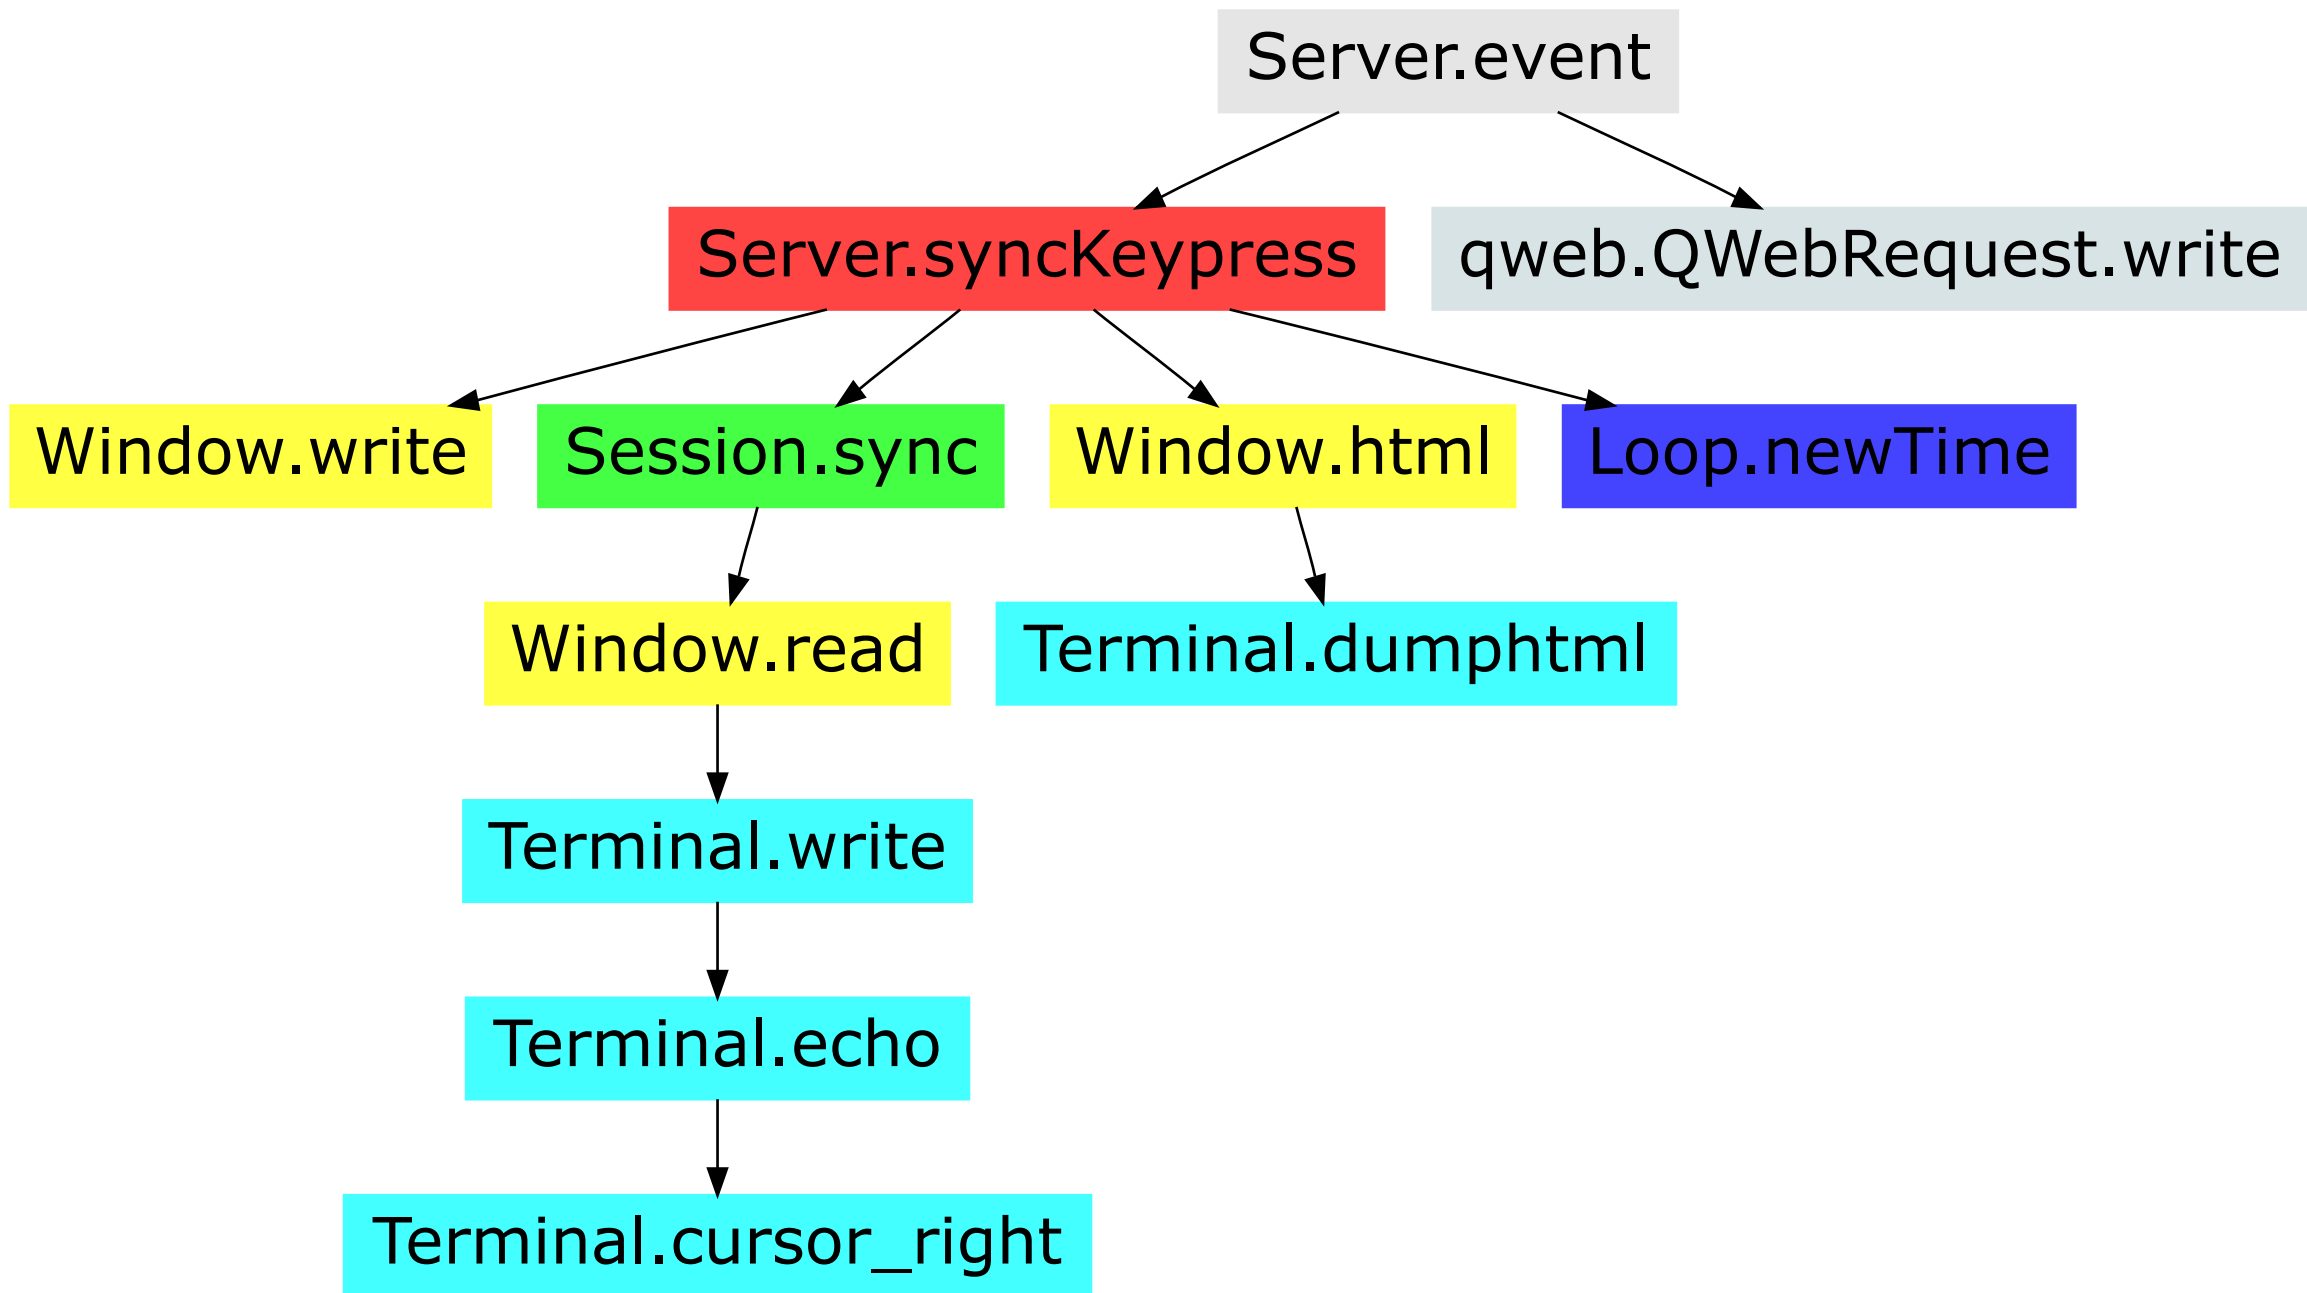 Server.event
Server.syncKeypress
qweb.QWebRequest.write
Window.write
Session.sync
Window.html
Loop.newTime
Window.read
Terminal.dumphtml
Terminal.write
Terminal.echo
Terminal.cursor_right